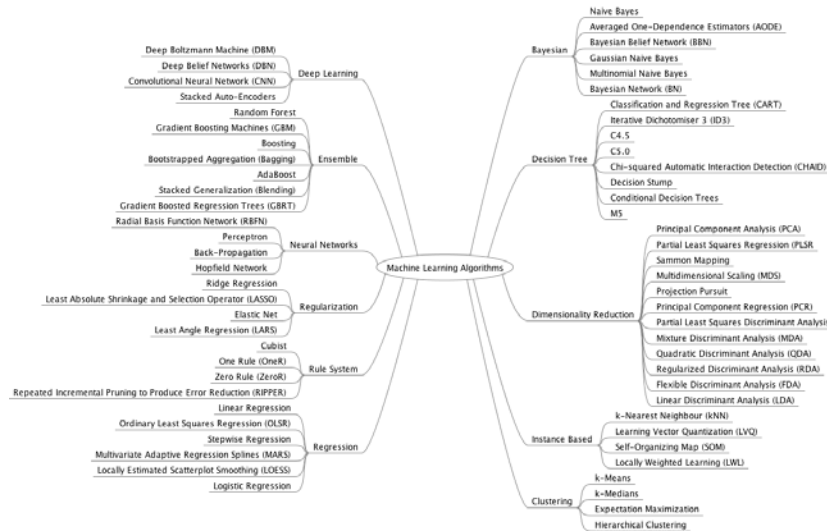 Deep Boltzmann Machine (DBM)
Deep Belief Networks (DBN)
Convolutional Neural Network (CNN)
Stacked Auto-Encoders
Deep Learning
Random Forest
Gradient Boosting Machines (GBM)
Boosting
Bootstrapped Aggregation (Bagging)
AdaBoost
Stacked Generalization (Blending)
Gradient Boosted Regression Trees (GBRT)
Ensemble
Radial Basis Function Network (RBFN)
Perceptron
Back-Propagation
Hopfield Network
Neural Networks
Ridge Regression
Least Absolute Shrinkage and Selection Operator (LASSO)
Elastic Net
Least Angle Regression (LARS)
Regularization
Cubist
One Rule (OneR)
Zero Rule (ZeroR)
Repeated Incremental Pruning to Produce Error Reduction (RIPPER)
Rule System
Linear Regression
Ordinary Least Squares Regression (OLSR)
Stepwise Regression
Multivariate Adaptive Regression Splines (MARS)
Locally Estimated Scatterplot Smoothing (LOESS)
Logistic Regression
Regression
Machine Learning Algorithms
Bayesian
Naive Bayes
Averaged One-Dependence Estimators (AODE)
Bayesian Belief Network (BBN)
Gaussian Naive Bayes
Multinomial Naive Bayes
Bayesian Network (BN)
Decision Tree
Classification and Regression Tree (CART)
Iterative Dichotomiser 3 (ID3)
C4.5
C5.0
Chi-squared Automatic Interaction Detection (CHAID)
Decision Stump
Conditional Decision Trees
M5
Dimensionality Reduction
Principal Component Analysis (PCA)
Partial Least Squares Regression (PLSR
Sammon Mapping
Multidimensional Scaling (MDS)
Projection Pursuit
Principal Component Regression (PCR)
Partial Least Squares Discriminant Analysis
Mixture Discriminant Analysis (MDA)
Quadratic Discriminant Analysis (QDA)
Regularized Discriminant Analysis (RDA)
Flexible Discriminant Analysis (FDA)
Linear Discriminant Analysis (LDA)
Instance Based
k-Nearest Neighbour (kNN)
Learning Vector Quantization (LVQ)
Self-Organizing Map (SOM)
Locally Weighted Learning (LWL)
Clustering
k-Means
k-Medians
Expectation Maximization
Hierarchical Clustering